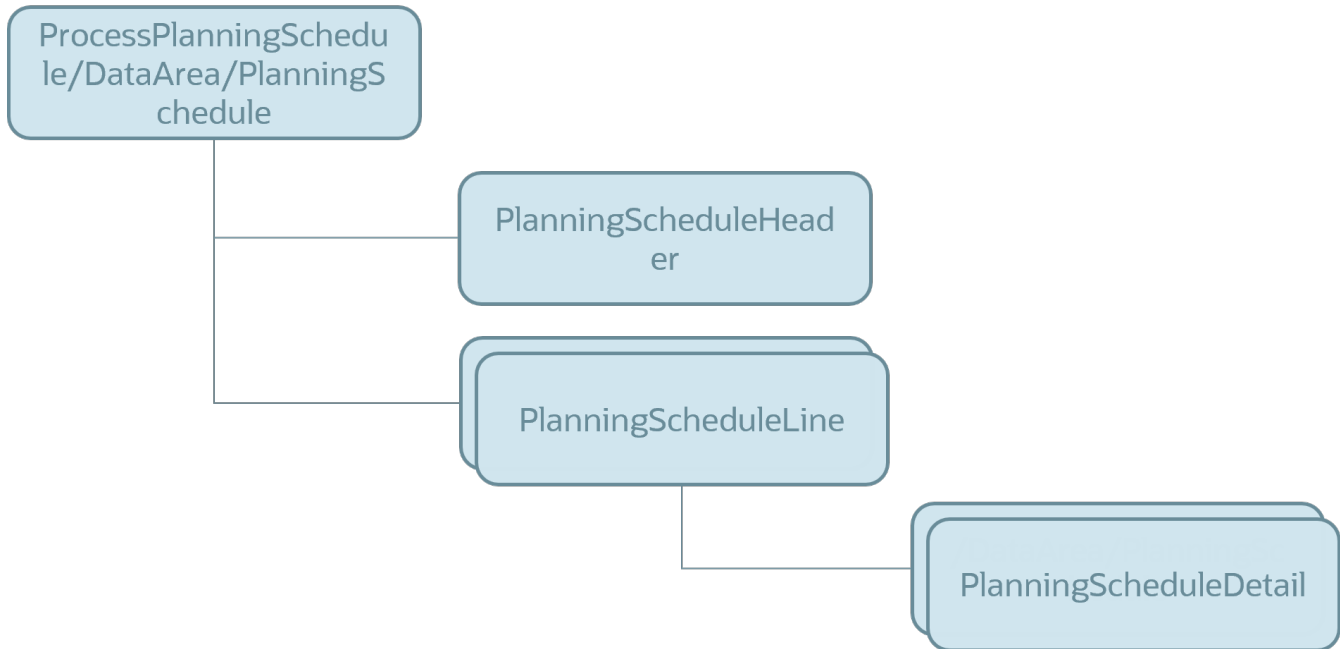 ProcessPlanningSchedu
le/DataArea/PlanningS
chedule
PlanningScheduleHead
er
PlanningScheduleLine
PlanningScheduleDetail